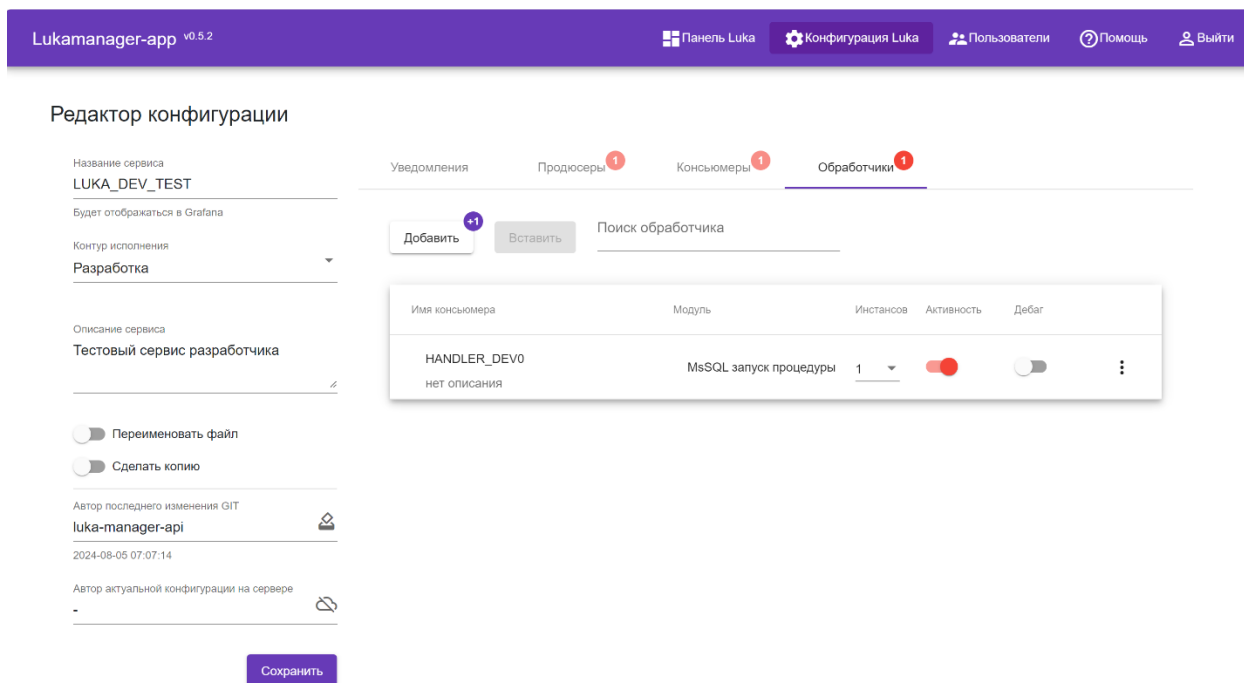 Lukamanager-app v0.5.2
Панель Luka
Конфигурация Luka
Пользователи
Помощь
Выйти
Редактор конфигурации
Название сервиса
LUKA_DEV_TEST
Будет отображаться в Grafana
Контур исполнения
Разработка
Описание сервиса
Тестовый сервис разработчика
Переименовать файл
Сделать копию
Автор последнего изменения GIT
luka-manager-api
2024-08-05 07:07:14
Автор актуальной конфигурации на сервере
-
Сохранить
Уведомления
Продюсеры 1
Консьюмеры 1
Обработчики 1
Добавить +1
Вставить
Поиск обработчика
Имя консьюмера Модуль Инстансов Активность Дебаг
HANDLER_DEV0 MsSQL запуск процедуры 1
нет описания